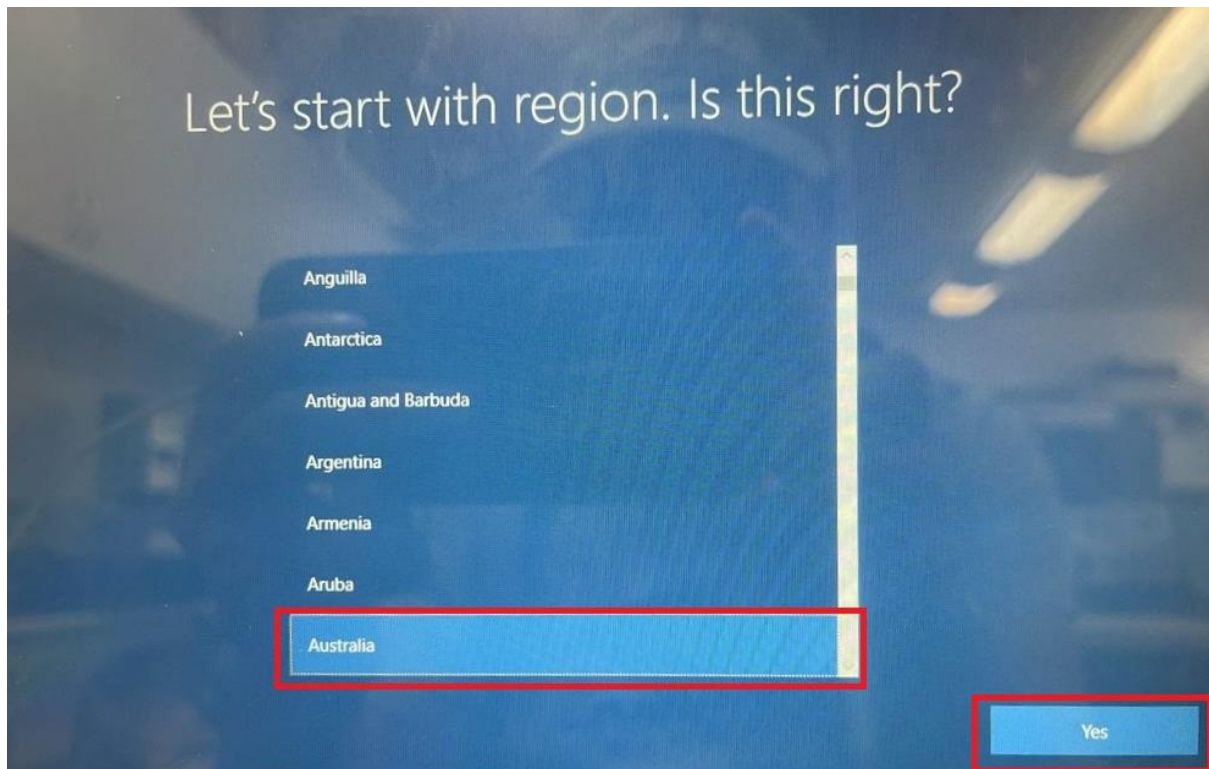 Let's start with region. Is this right?
Anguilla
Antarctica
Antigua and Barbuda
Argentina
Armenia
Aruba
Australia
Yes